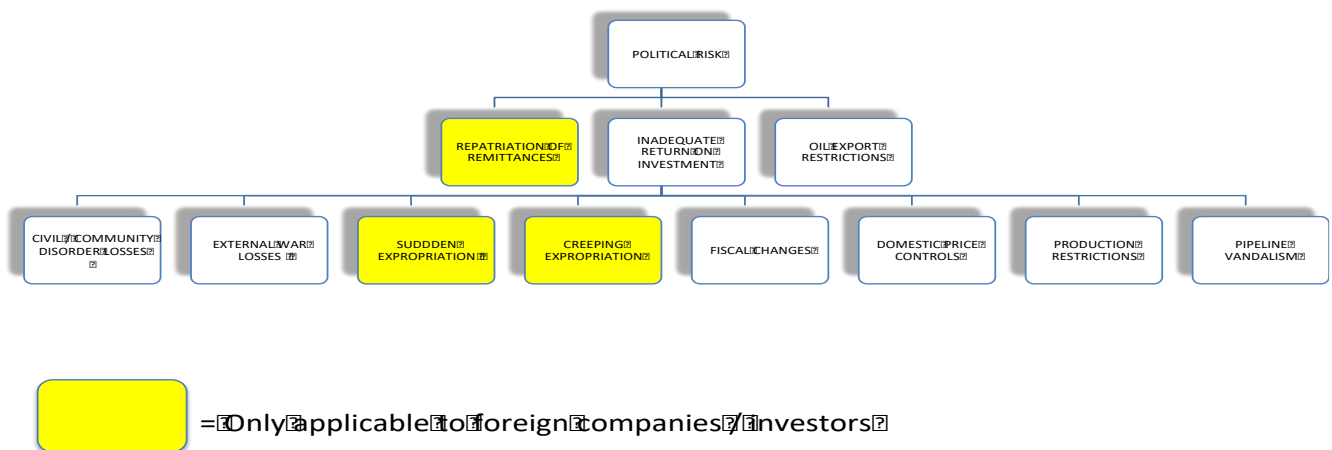 POLITICAL RISK
REPATRIATION OF
REMITTANCES
INADEQUATE
RETURN ON
INVESTMENT
OIL EXPORT
RESTRICTIONS
CIVIL / COMMUNITY
DISORDER LOSSES
EXTERNAL WAR
LOSSES
SUDDDEN
EXPROPRIATION
CREEPING
EXPROPRIATION
FISCAL CHANGES
DOMESTIC PRICE
CONTROLS
PRODUCTION
RESTRICTIONS
PIPELINE
VANDALISM
= Only applicable to foreign companies / investors